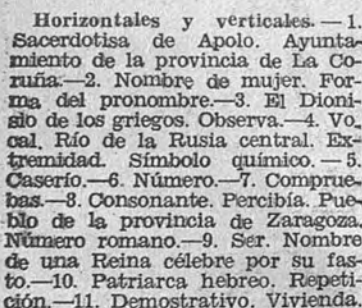 Horizontales y verticales. — 1.
Sacerdotisa de Apolo. Ayunta-
miento de la provincia de La Co-
ruña.—2. Nombre de mujer. For-
ma del pronombre.—3. El Dioni-
sio de los griegos. Observa.—4. Vo-
cal. Río de la Rusia central. Ex-
tremidad. Símbolo químico. — 5.
Caserío.—6. Número.—7. Comprue-
bas.—8. Consonante. Percibía. Pue-
blo de la provincia de Zaragoza.
Número romano.—9. Ser. Nombre
de una Reina célebre por su fas-
to.—10. Patriarca hebreo. Repeti-
ción.—11. Demostrativo. Vivienda